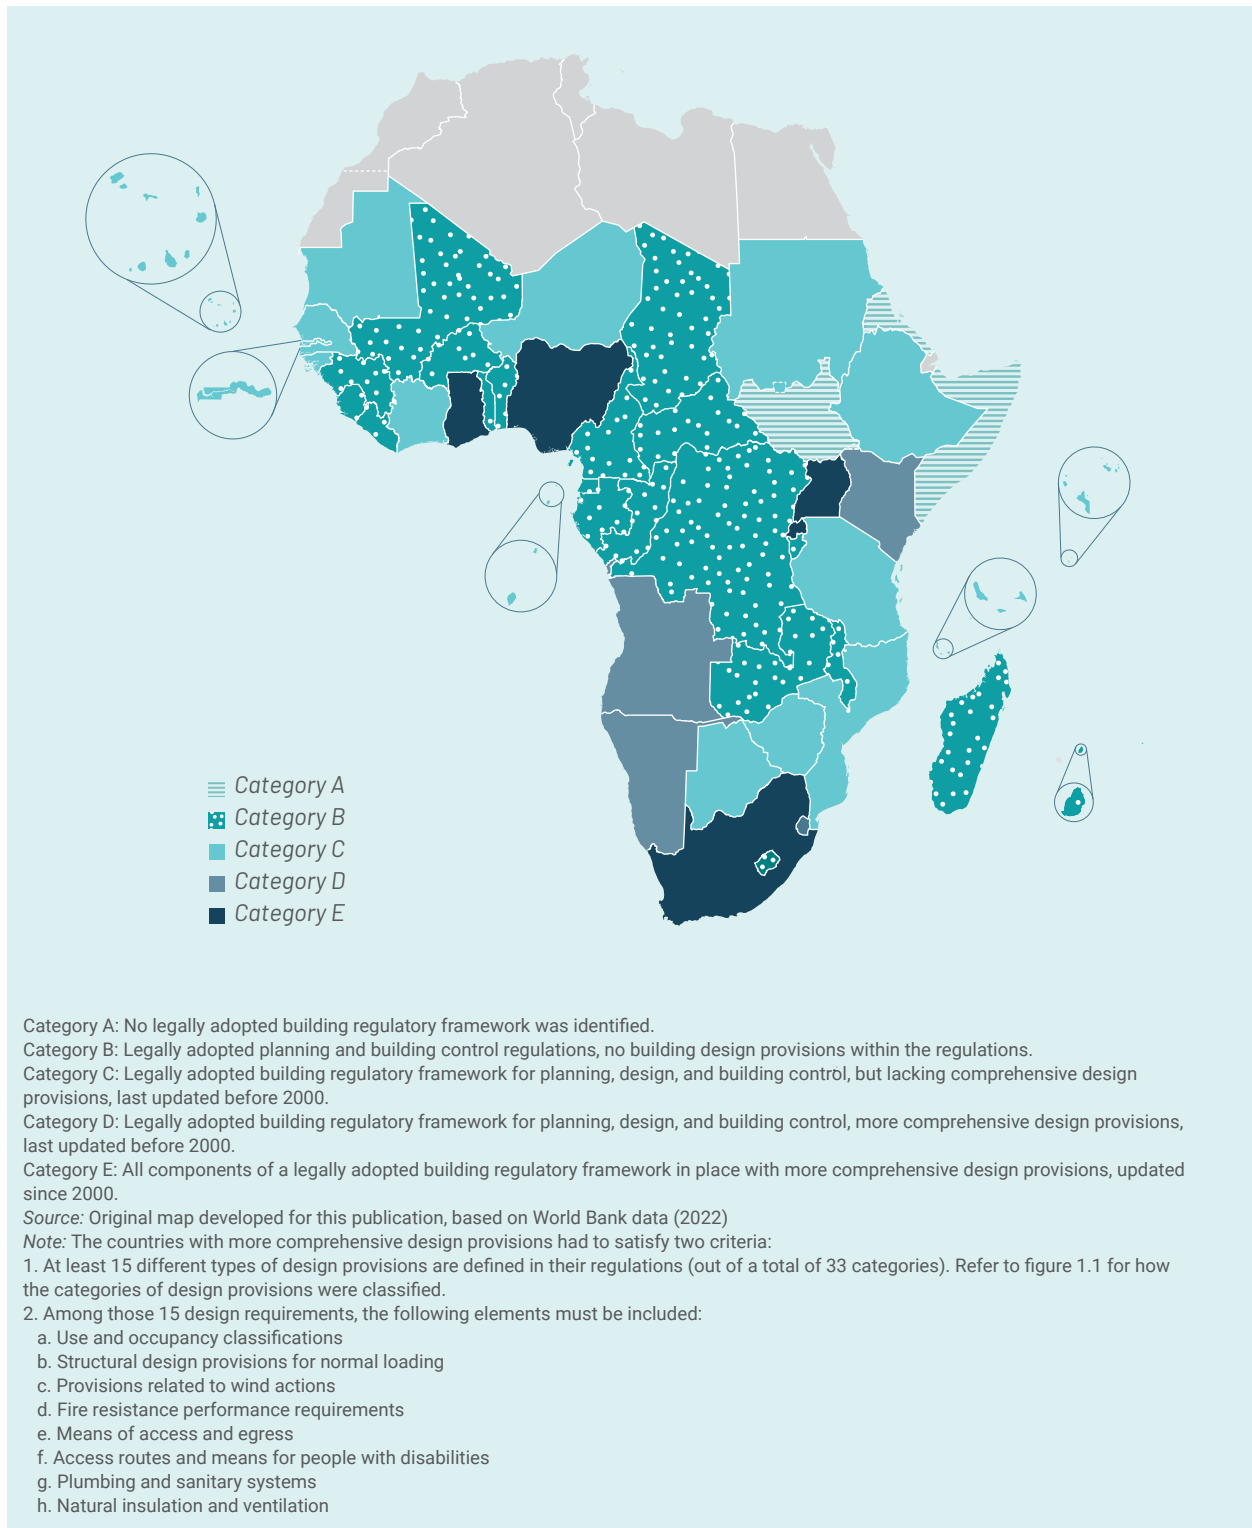 Category A
Category B
Category C
Category D
Category E
Category A: No legally adopted building regulatory framework was identified.
Category B: Legally adopted planning and building control regulations, no building design provisions within the regulations.
Category C: Legally adopted building regulatory framework for planning, design, and building control, but lacking comprehensive design
provisions, last updated before 2000.
Category D: Legally adopted building regulatory framework for planning, design, and building control, more comprehensive design provisions,
last updated before 2000.
Category E: All components of a legally adopted building regulatory framework in place with more comprehensive design provisions, updated
since 2000.
Source: Original map developed for this publication, based on World Bank data (2022)
Note: The countries with more comprehensive design provisions had to satisfy two criteria:
1. At least 15 different types of design provisions are defined in their regulations (out of a total of 33 categories). Refer to figure 1.1 for how
the categories of design provisions were classified.
2. Among those 15 design requirements, the following elements must be included:
a. Use and occupancy classifications
b. Structural design provisions for normal loading
c. Provisions related to wind actions
d. Fire resistance performance requirements
e. Means of access and egress
f. Access routes and means for people with disabilities
g. Plumbing and sanitary systems
h. Natural insulation and ventilation